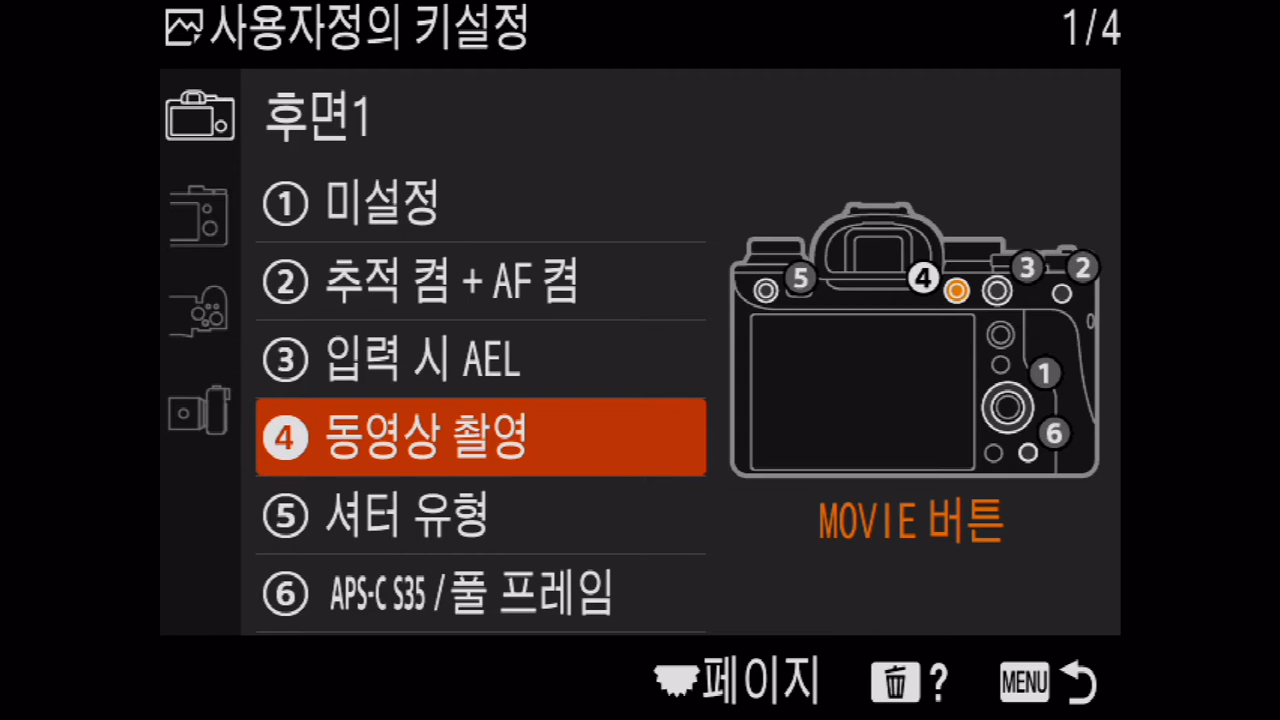 사용자정의 키설정
1/4
후면1
① 미설정
② 추적 켬 + AF 켬
③ 입력 시 AEL
④ 동영상 촬영
⑤ 셔터 유형
⑥ APS-C S35 / 풀 프레임
5
4
3
2
1
6
MOVIE 버튼
페이지
?
MENU